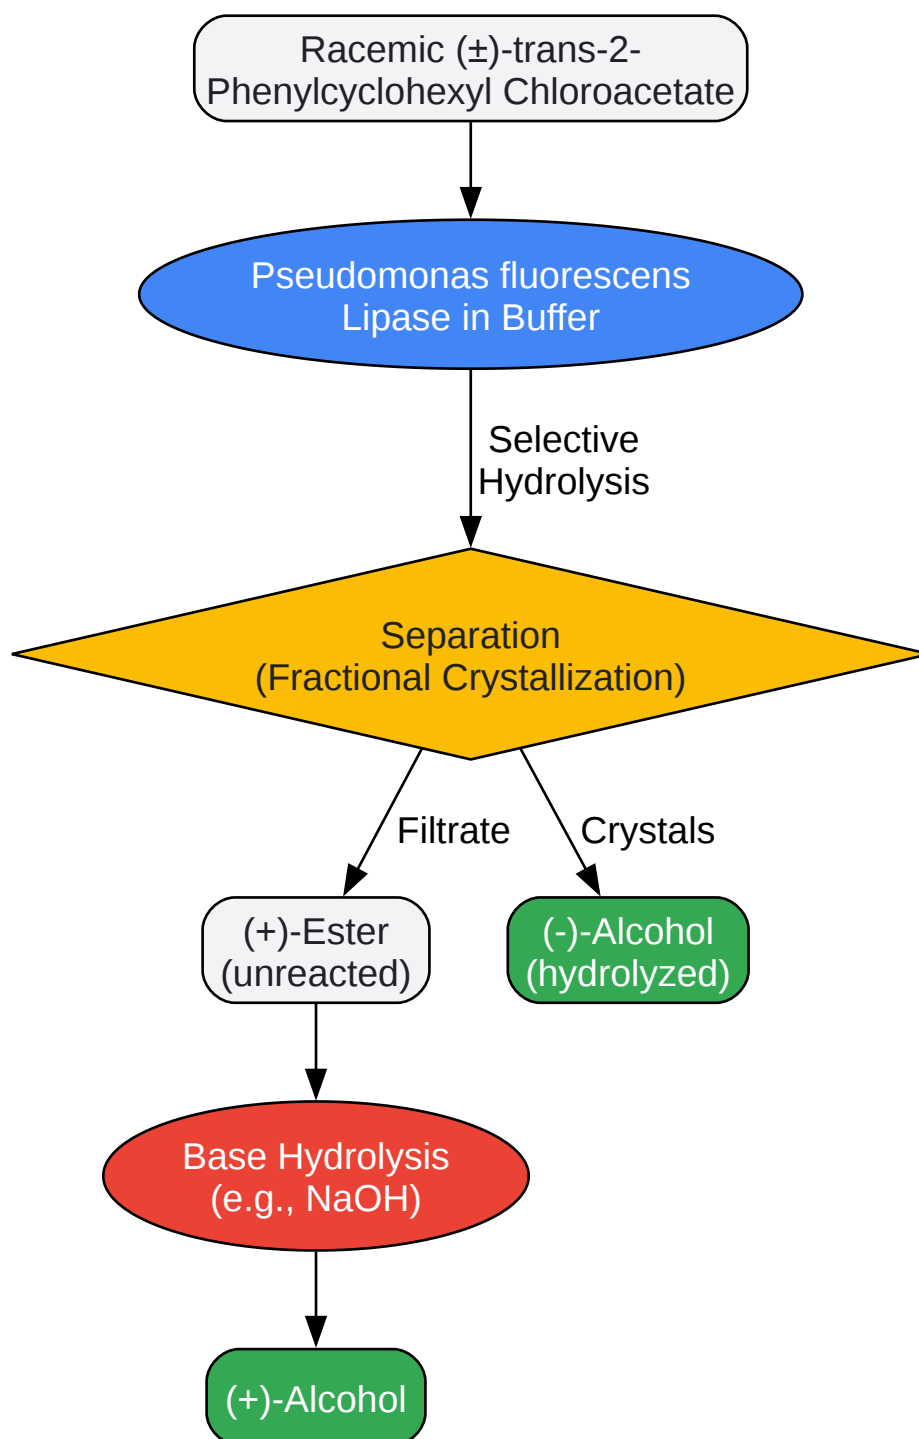 Racemic (±)-trans-2-
Phenylcyclohexyl Chloroacetate
Pseudomonas fluorescens
Lipase in Buffer
Selective
Hydrolysis
Separation
(Fractional Crystallization)
Filtrate
Crystals
(+)-Ester
(unreacted)
(-)-Alcohol
(hydrolyzed)
Base Hydrolysis
(e.g., NaOH)
(+)-Alcohol